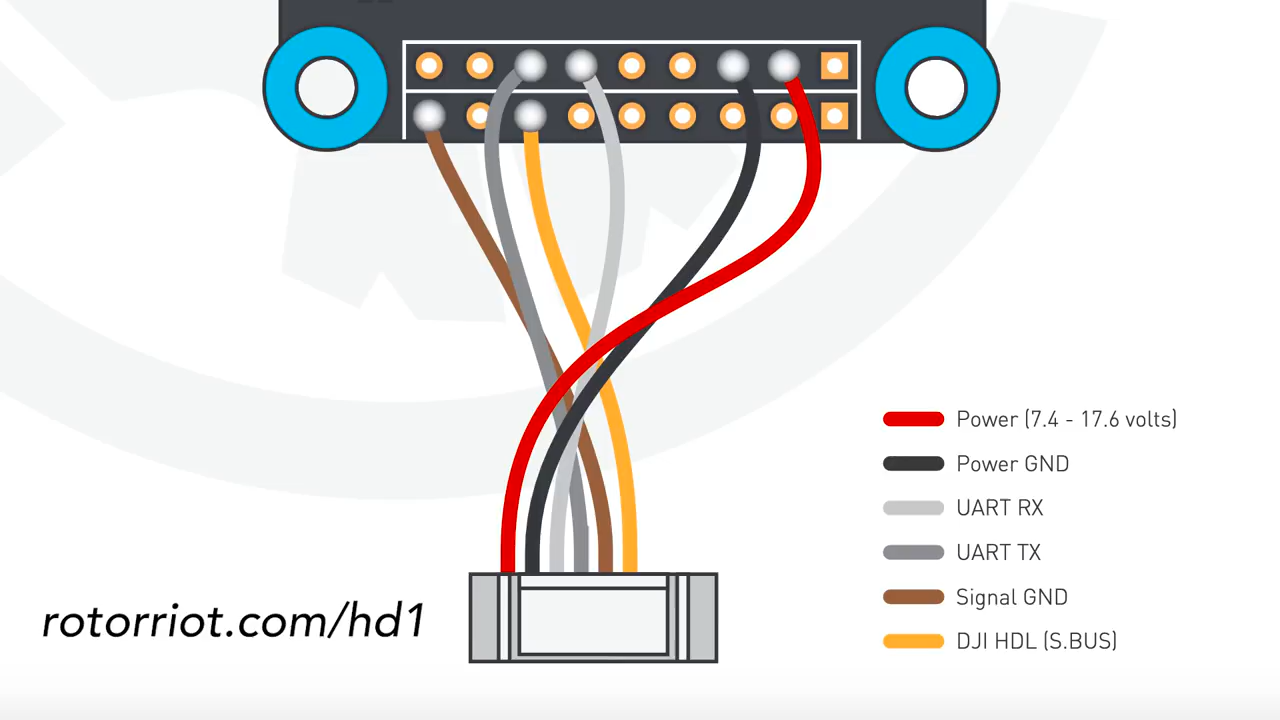 Power (7.4 - 17.6 volts)
Power GND
UART RX
UART TX
Signal GND
rotorriot.com/hd1
DJI HDL (S.BUS)